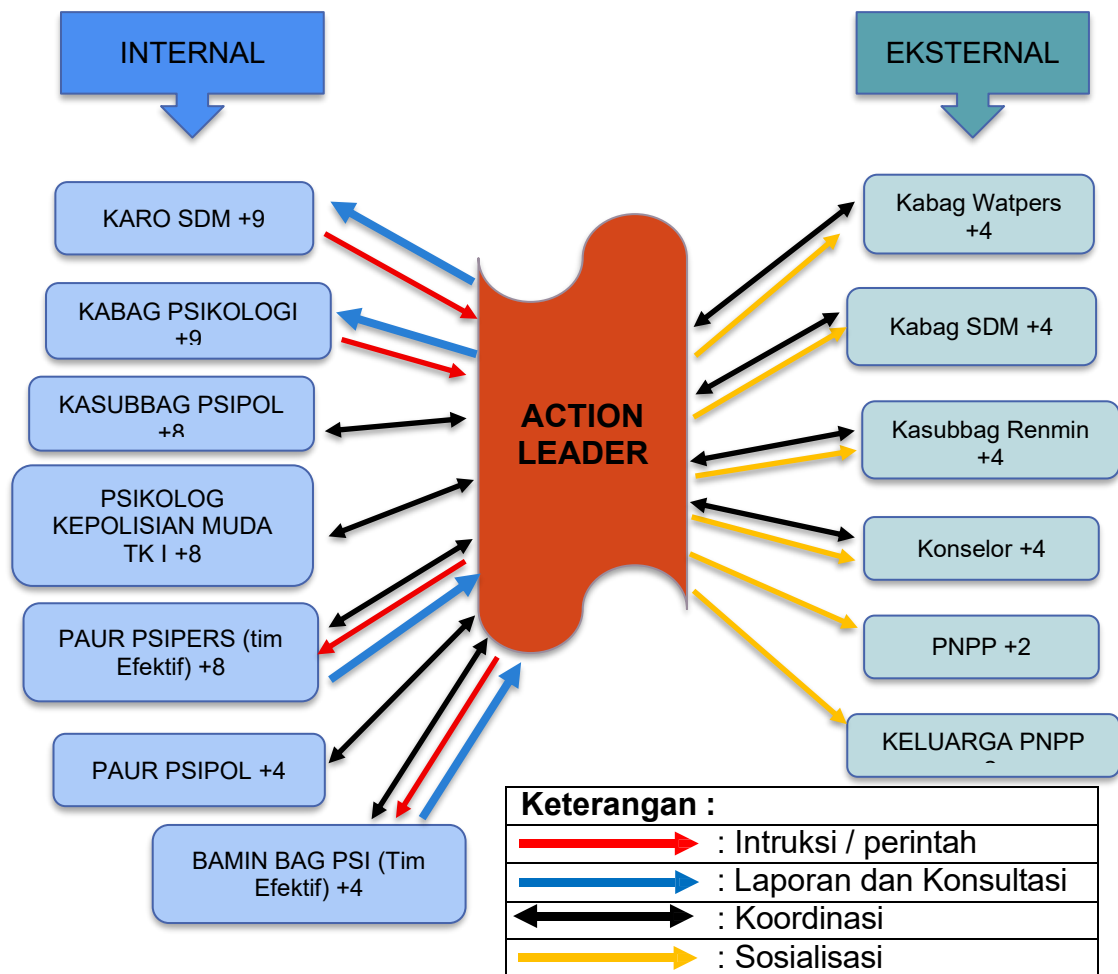 INTERNAL
EKSTERNAL
KARO SDM +9
KABAG PSIKOLOGI
+9
KASUBBAG PSIPOL
+8
PSIKOLOG
KEPOLISIAN MUDA
TK I +8
PAUR PSIPERS (tim
Efektif) +8
PAUR PSIPOL +4
BAMIN BAG PSI (Tim
Efektif) +4
ACTION
LEADER
Kabag Watpers
+4
Kabag SDM +4
Kasubbag Renmin
+4
Konselor +4
PNPP +2
KELUARGA PNPP
Keterangan :
: Intruksi / perintah
: Laporan dan Konsultasi
: Koordinasi
: Sosialisasi